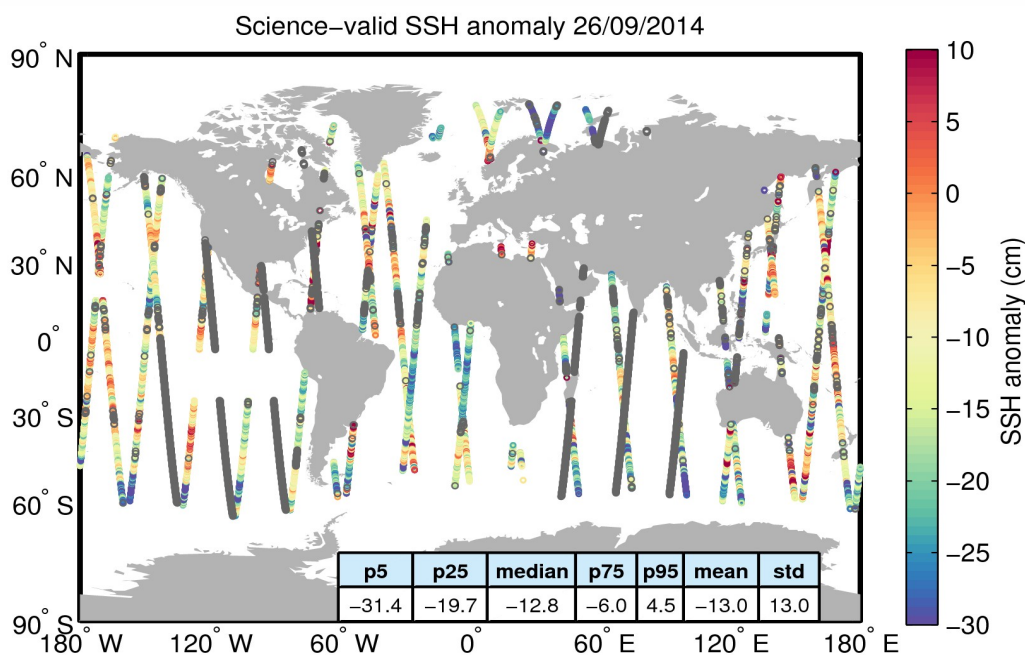 Science−valid SSH anomaly 26/09/2014
90° N
60° N
30° N
0°
30° S
60° S
90° S
180° W
120° W
60° W
0°
60° E
120° E
180° E
p5 p25 median p75 p95 mean std
−31.4 −19.7 −12.8 −6.0 4.5 −13.0 13.0
10
5
0
−5
−10
−15
−20
−25
−30
SSH anomaly (cm)